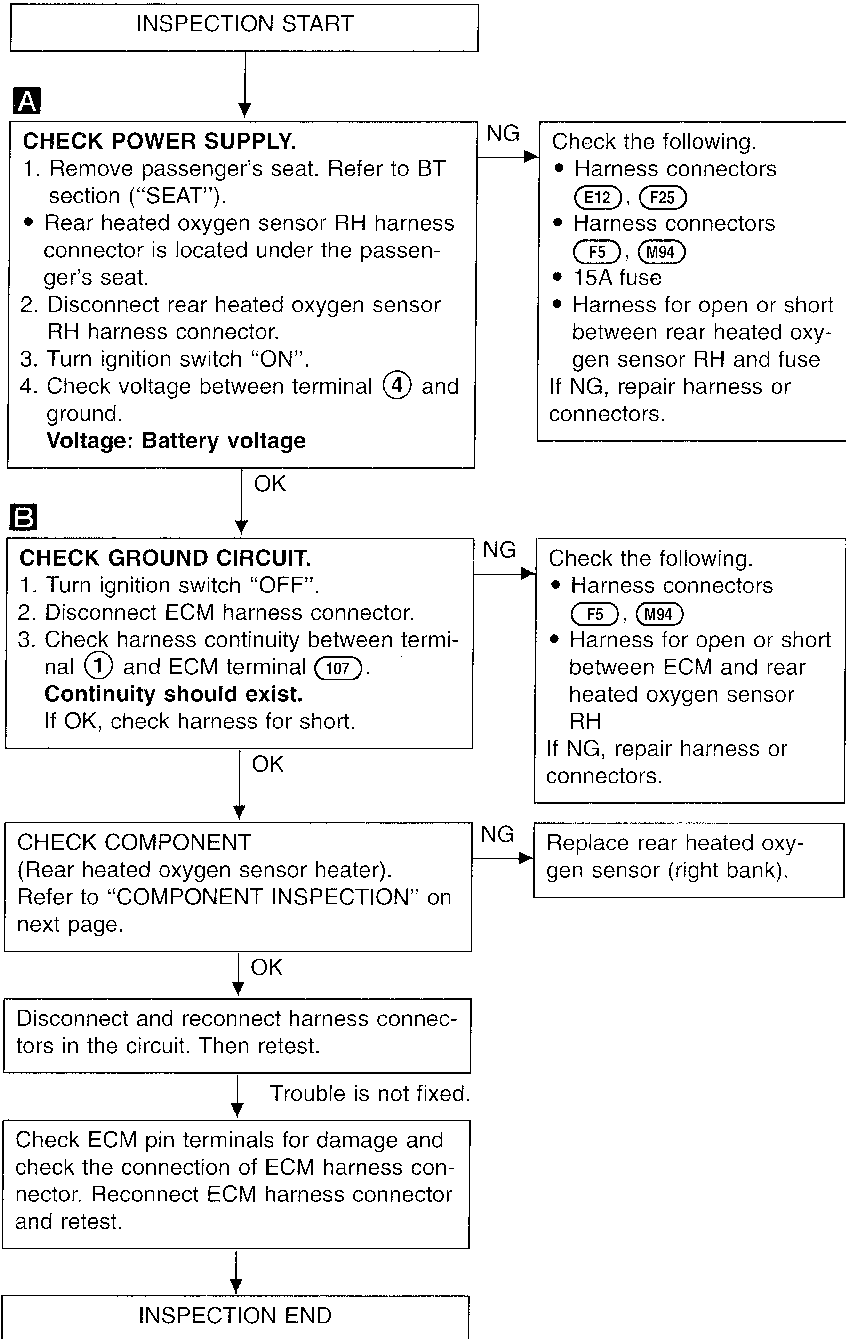 INSPECTION START
A
CHECK POWER SUPPLY.
1. Remove passenger's seat. Refer to BT
section ("SEAT").
• Rear heated oxygen sensor RH harness
connector is located under the passen-
ger's seat.
2. Disconnect rear heated oxygen sensor
RH harness connector.
3. Turn ignition switch "ON".
4. Check voltage between terminal ④ and
ground.
Voltage: Battery voltage
NG
Check the following.
• Harness connectors
E12, F25
• Harness connectors
F5, M94
• 15A fuse
• Harness for open or short
between rear heated oxy-
gen sensor RH and fuse
If NG, repair harness or
connectors.
OK
B
CHECK GROUND CIRCUIT.
1. Turn ignition switch "OFF".
2. Disconnect ECM harness connector.
3. Check harness continuity between termi-
nal ① and ECM terminal 107.
Continuity should exist.
If OK, check harness for short.
NG
Check the following.
• Harness connectors
F5, M94
• Harness for open or short
between ECM and rear
heated oxygen sensor
RH
If NG, repair harness or
connectors.
OK
CHECK COMPONENT
(Rear heated oxygen sensor heater).
Refer to "COMPONENT INSPECTION" on
next page.
NG
Replace rear heated oxy-
gen sensor (right bank).
OK
Disconnect and reconnect harness connec-
tors in the circuit. Then retest.
Trouble is not fixed.
Check ECM pin terminals for damage and
check the connection of ECM harness con-
nector. Reconnect ECM harness connector
and retest.
INSPECTION END